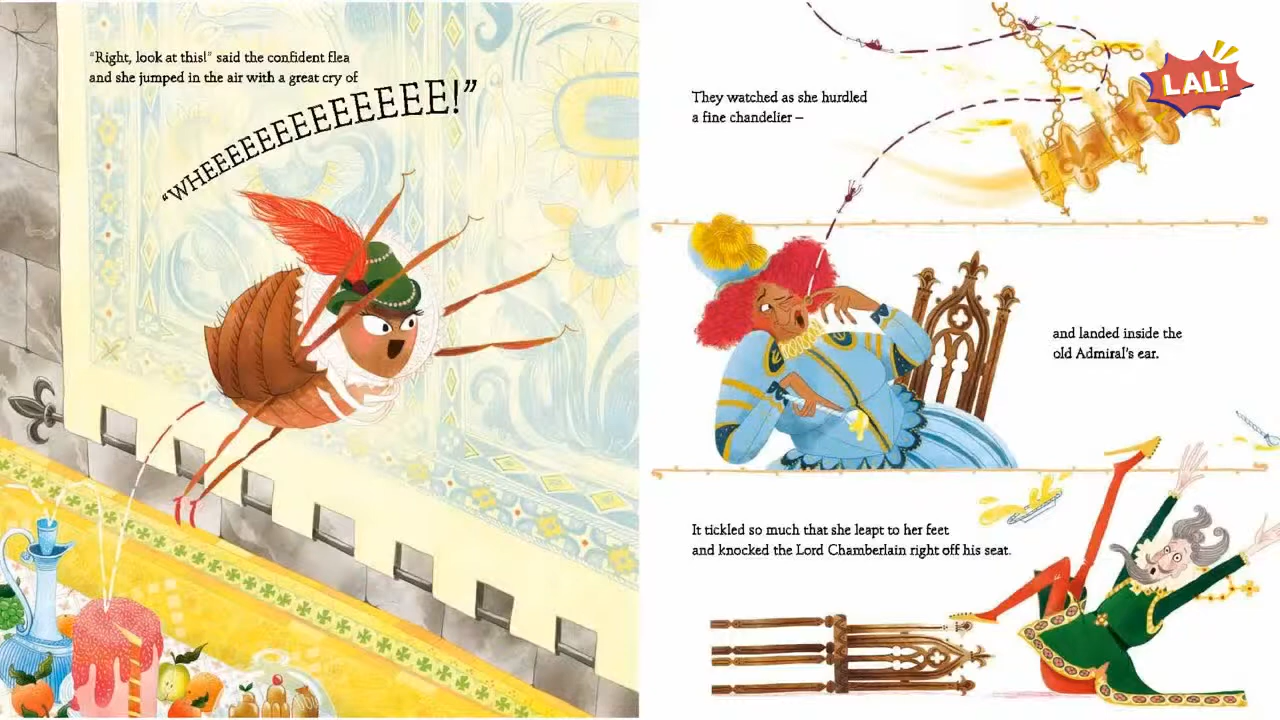 “Right, look at this!” said the confident flea
and she jumped in the air with a great cry of
“WHEEEEEEEEEEEEE!”
They watched as she hurdled
a fine chandelier –
LAL!
and landed inside the
old Admiral’s ear.
It tickled so much that she leapt to her feet
and knocked the Lord Chamberlain right off his seat.